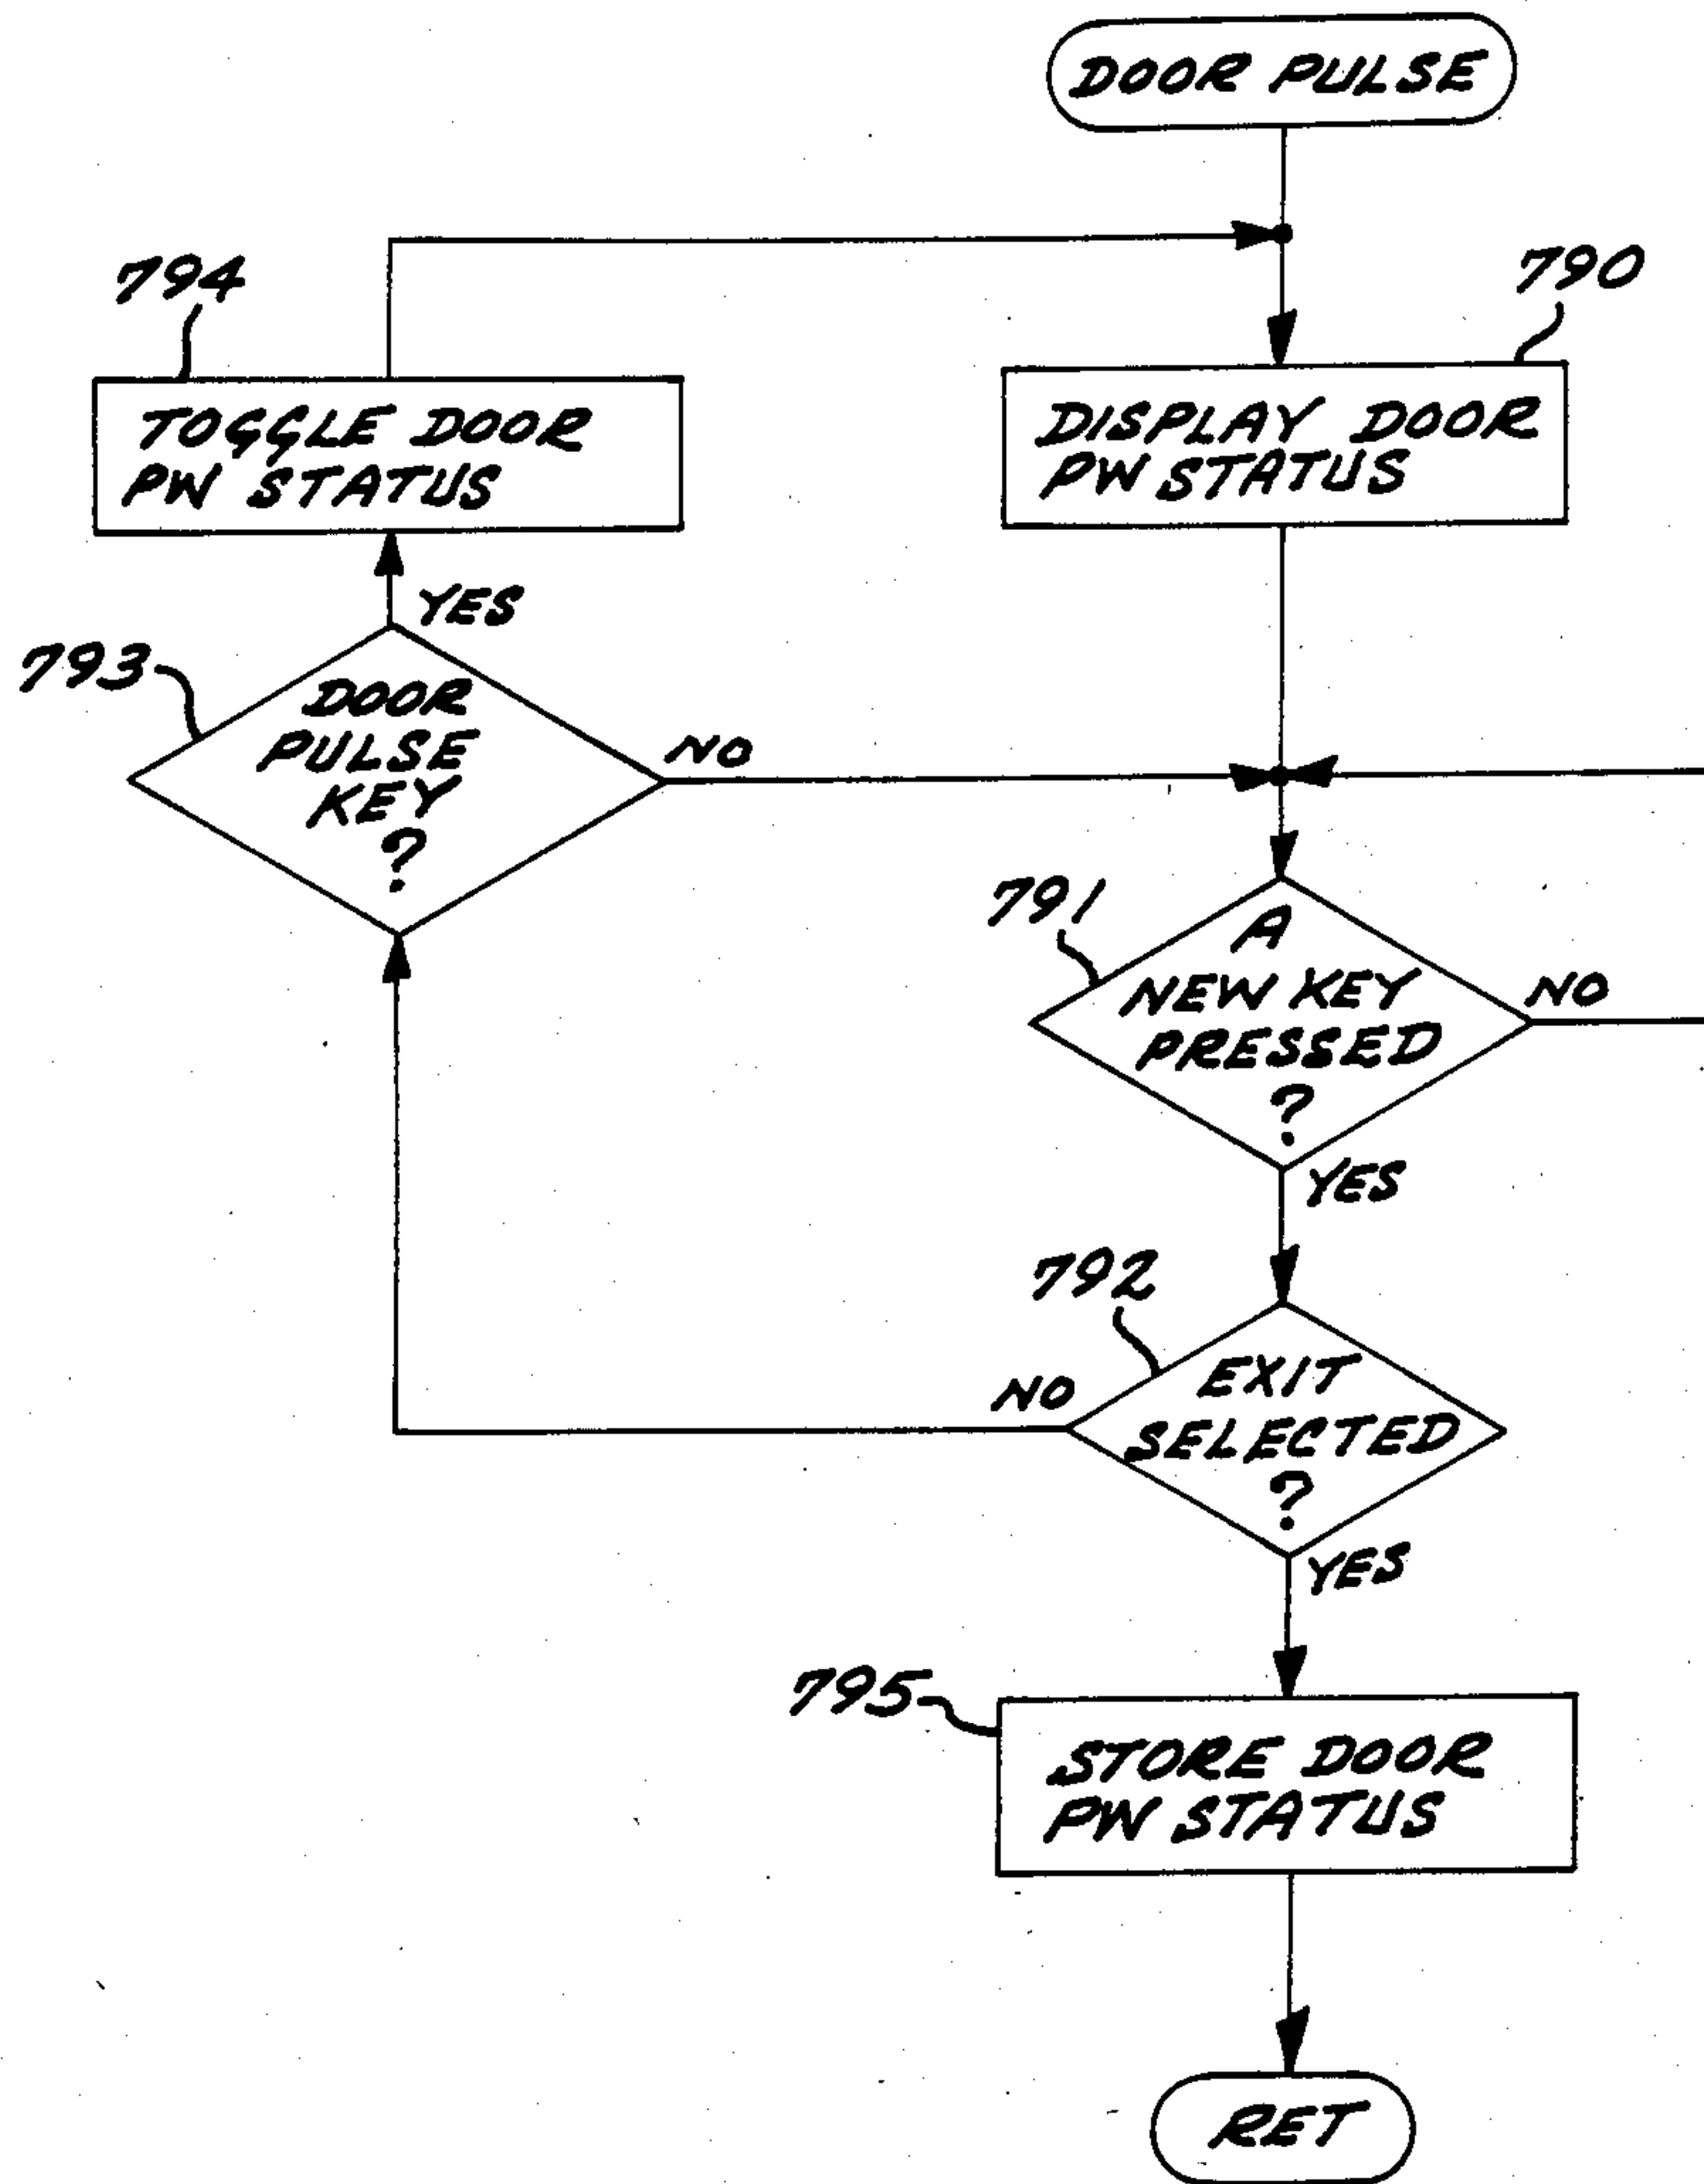 DOOR PULSE
794
790
TOGGLE DOOR
PW STATUS
DISPLAY DOOR
PW STATUS
YES
793
DOOR
PULSE
KEY
?
NO
791
A
NEW KEY
PRESSED
?
NO
YES
792
NO
EXIT
SELECTED
?
YES
795
STORE DOOR
PW STATUS
RET